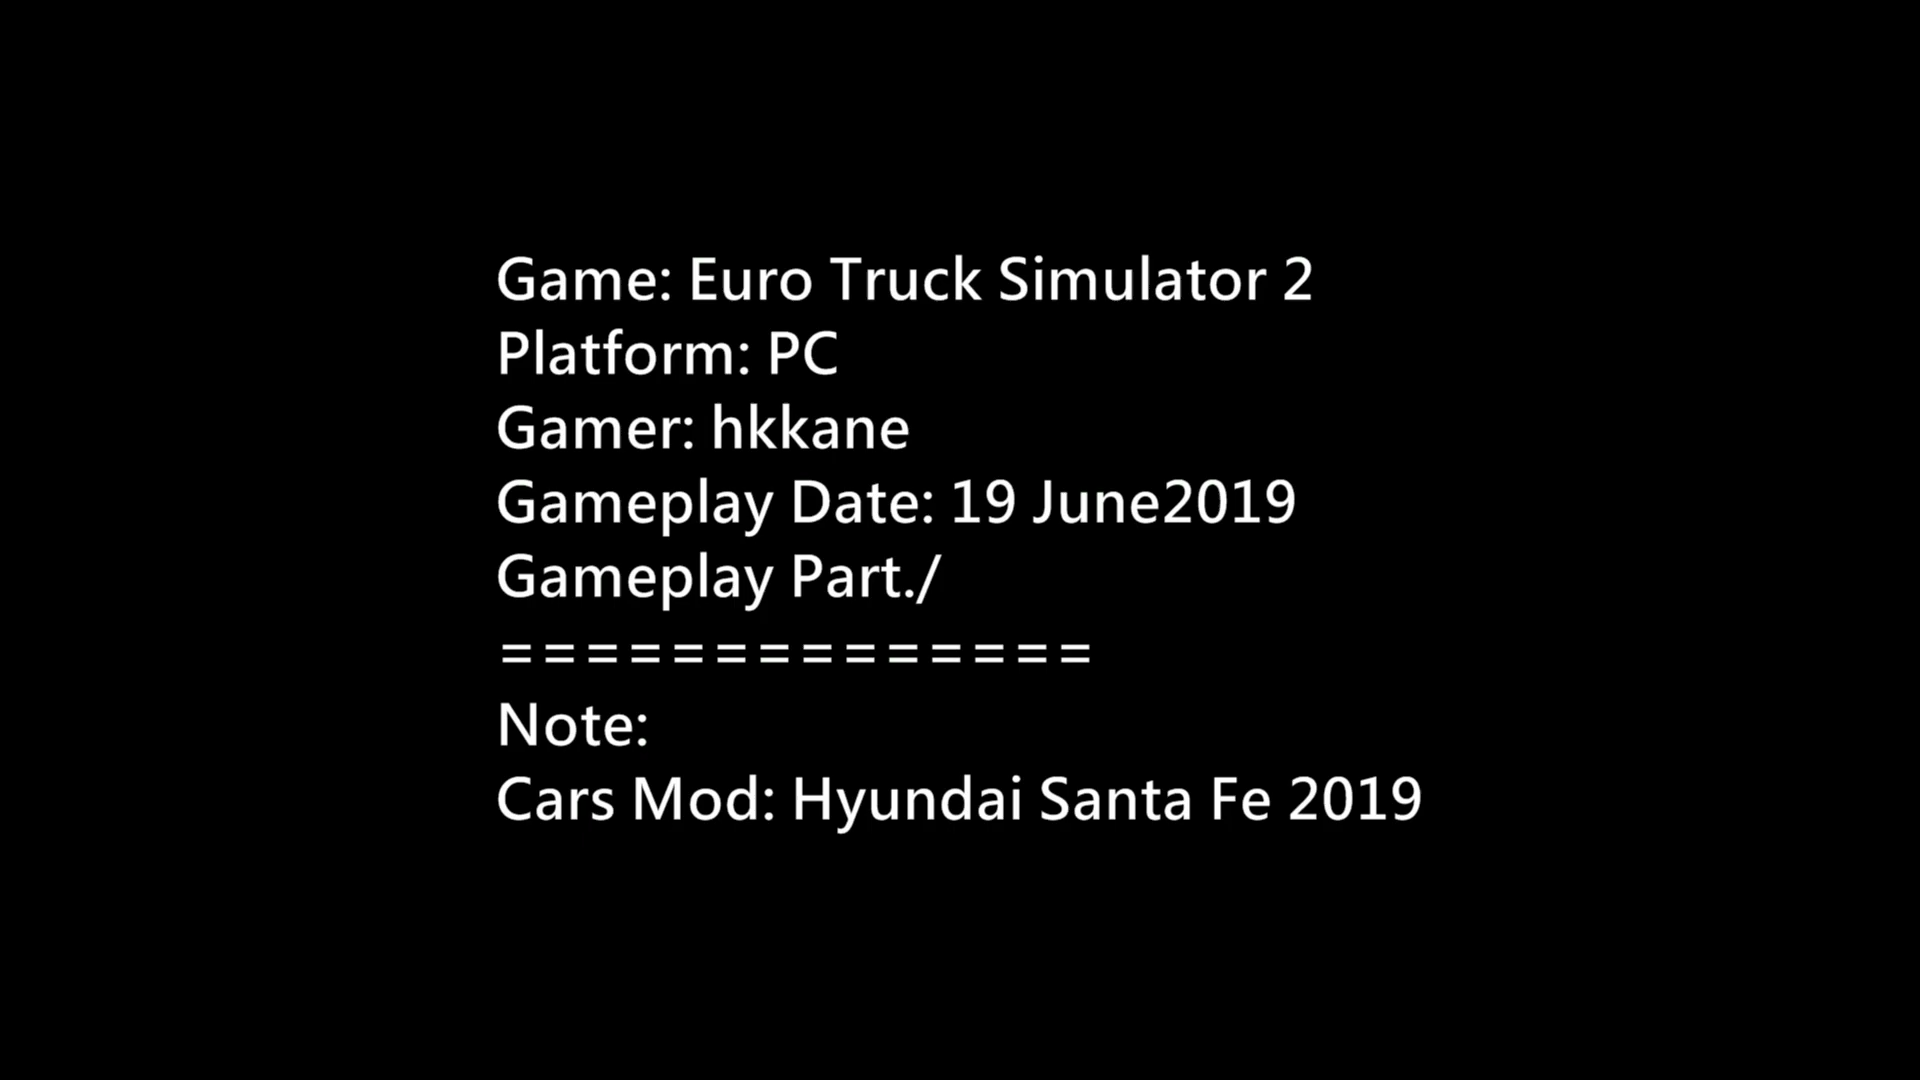 Game: Euro Truck Simulator 2
Platform: PC
Gamer: hkkane
Gameplay Date: 19 June2019
Gameplay Part./
==============
Note:
Cars Mod: Hyundai Santa Fe 2019